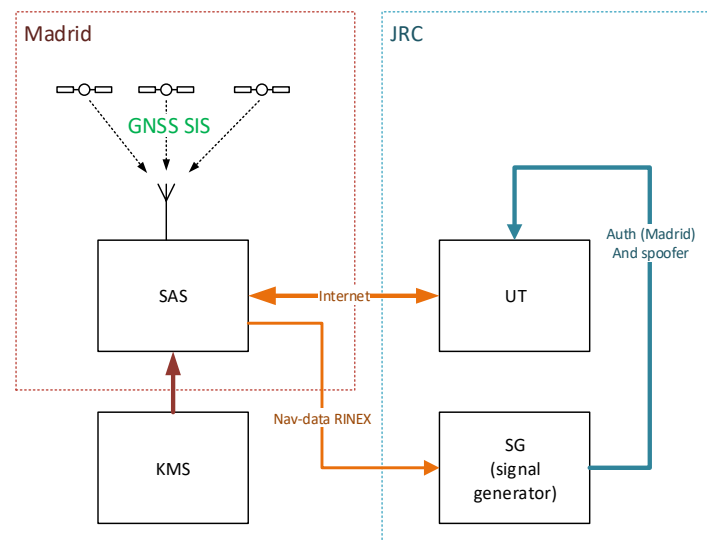 Madrid
JRC
GNSS SIS
Auth (Madrid)
And spoofer
SAS
Internet
UT
Nav-data RINEX
KMS
SG
(signal
generator)